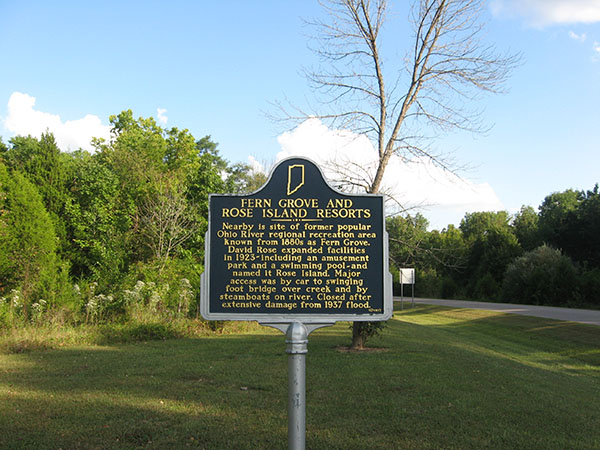 FERN GROVE AND
ROSE ISLAND RESORTS
Nearby is site of former popular
Ohio River regional recreation area
known from 1880s as Fern Grove.
David Rose expanded facilities
in 1923-including an amusement
park and a swimming pool-and
named it Rose Island. Major
access was by car to swinging
foot bridge over creek and by
steamboats on river. Closed after
extensive damage from 1937 flood.